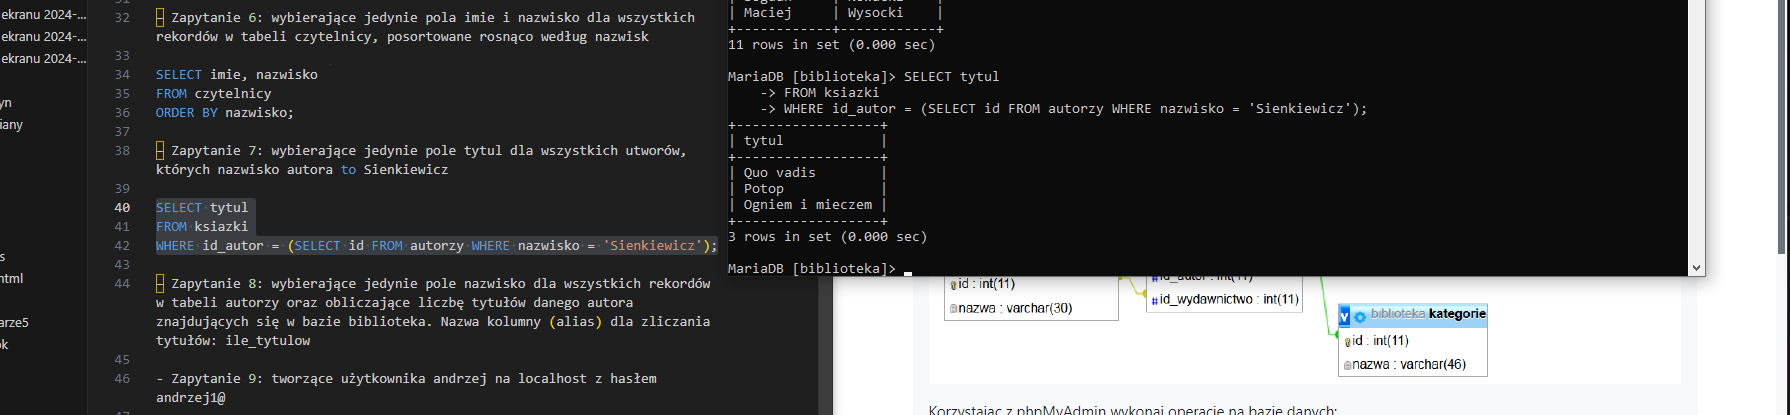 ekranu 2024-...
ekranu 2024-...
ekranu 2024-...
yn
iany
s
html
arze5
ok
32 – Zapytanie 6: wybierające jedynie pola imie i nazwisko dla wszystkich
rekordów w tabeli czytelnicy, posortowane rosnąco według nazwisk
33
34 SELECT imie, nazwisko
35 FROM czytelnicy
36 ORDER BY nazwisko;
37
38 – Zapytanie 7: wybierające jedynie pole tytul dla wszystkich utworów,
których nazwisko autora to Sienkiewicz
39
40 SELECT tytul
41 FROM ksiazki
42 WHERE id_autor = (SELECT id FROM autorzy WHERE nazwisko = 'Sienkiewicz');
43
44 – Zapytanie 8: wybierające jedynie pole nazwisko dla wszystkich rekordów
w tabeli autorzy oraz obliczające liczbę tytułów danego autora
znajdujących się w bazie biblioteka. Nazwa kolumny (alias) dla zliczania
tytułów: ile_tytulow
45
46 - Zapytanie 9: tworzące użytkownika andrzej na localhost z hasłem
andrzej1@
| Maciej | Wysocki |
+------------+------------+
11 rows in set (0.000 sec)
MariaDB [biblioteka]> SELECT tytul
-> FROM ksiazki
-> WHERE id_autor = (SELECT id FROM autorzy WHERE nazwisko = 'Sienkiewicz');
+------------------+
| tytul |
+------------------+
| Quo vadis |
| Potop |
| Ogniem i mieczem |
+------------------+
3 rows in set (0.000 sec)
MariaDB [biblioteka]>
id : int(11)
nazwa : varchar(30)
id_autor : int(11)
id_wydawnictwo : int(11)
biblioteka kategorie
id : int(11)
nazwa : varchar(46)
Korzystając z phpMyAdmin wykonaj operacje na bazie danych: